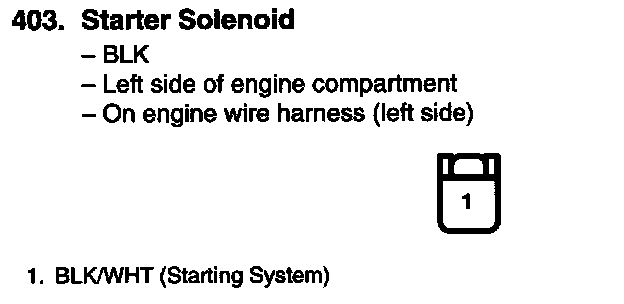 403. Starter Solenoid
– BLK
– Left side of engine compartment
– On engine wire harness (left side)
1
1. BLK/WHT (Starting System)